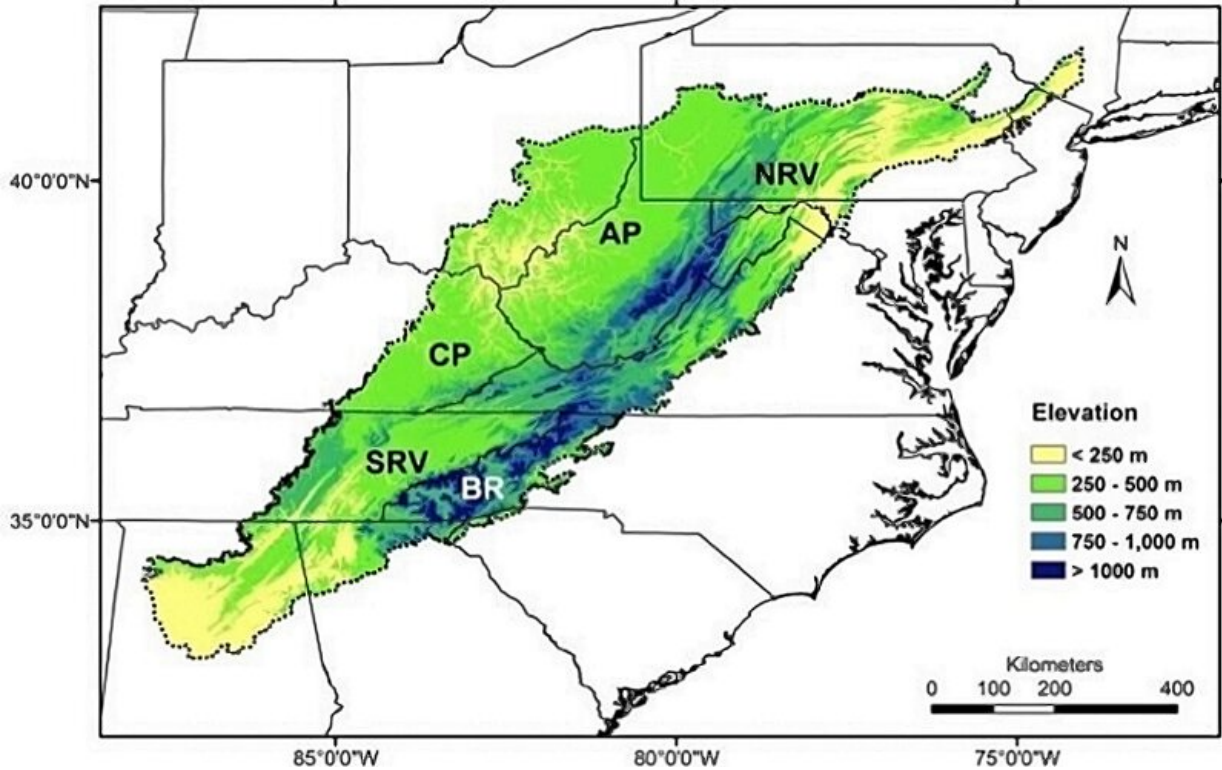 40°0'0"N
35°0'0"N
85°0'0"W
80°0'0"W
75°0'0"W
NRV
AP
CP
SRV
BR
N
Elevation
< 250 m
250 - 500 m
500 - 750 m
750 - 1,000 m
> 1000 m
Kilometers
0 100 200 400